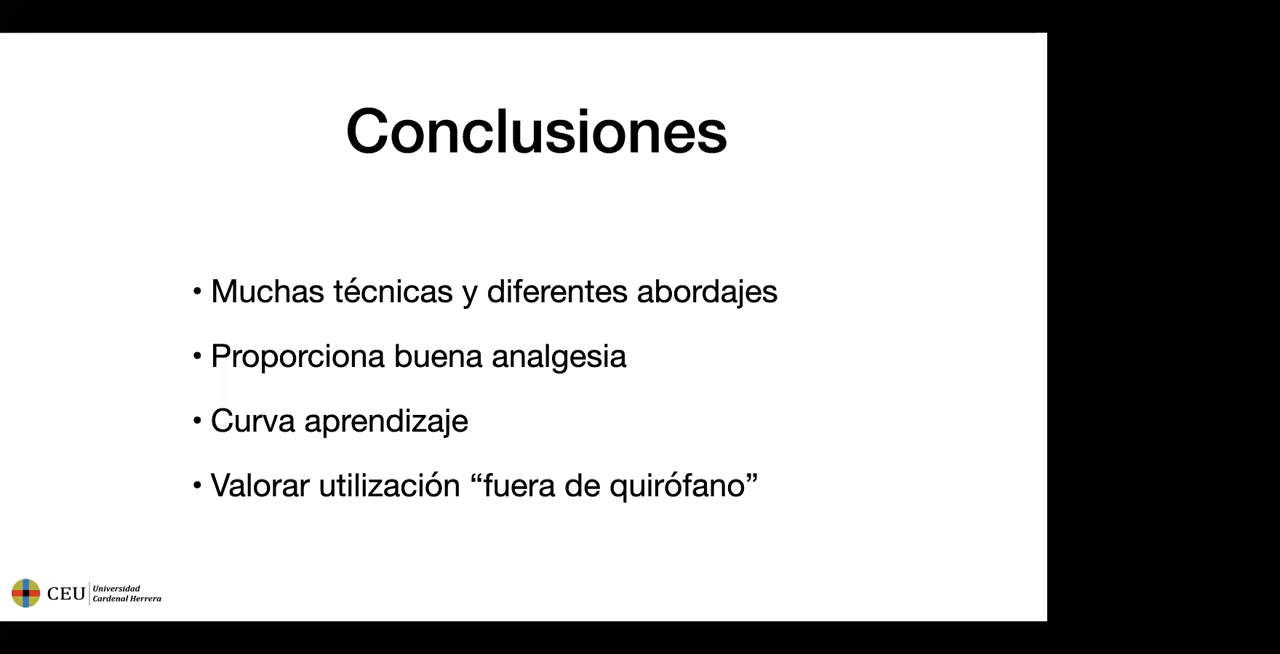 Conclusiones
• Muchas técnicas y diferentes abordajes
• Proporciona buena analgesia
• Curva aprendizaje
• Valorar utilización “fuera de quirófano”
CEU
Universidad
Cardenal Herrera